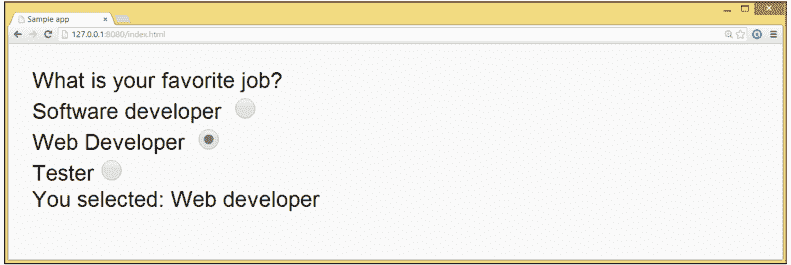 Sample app
127.0.0.1:8080/index.html
What is your favorite job?
Software developer
Web Developer
Tester
You selected: Web developer